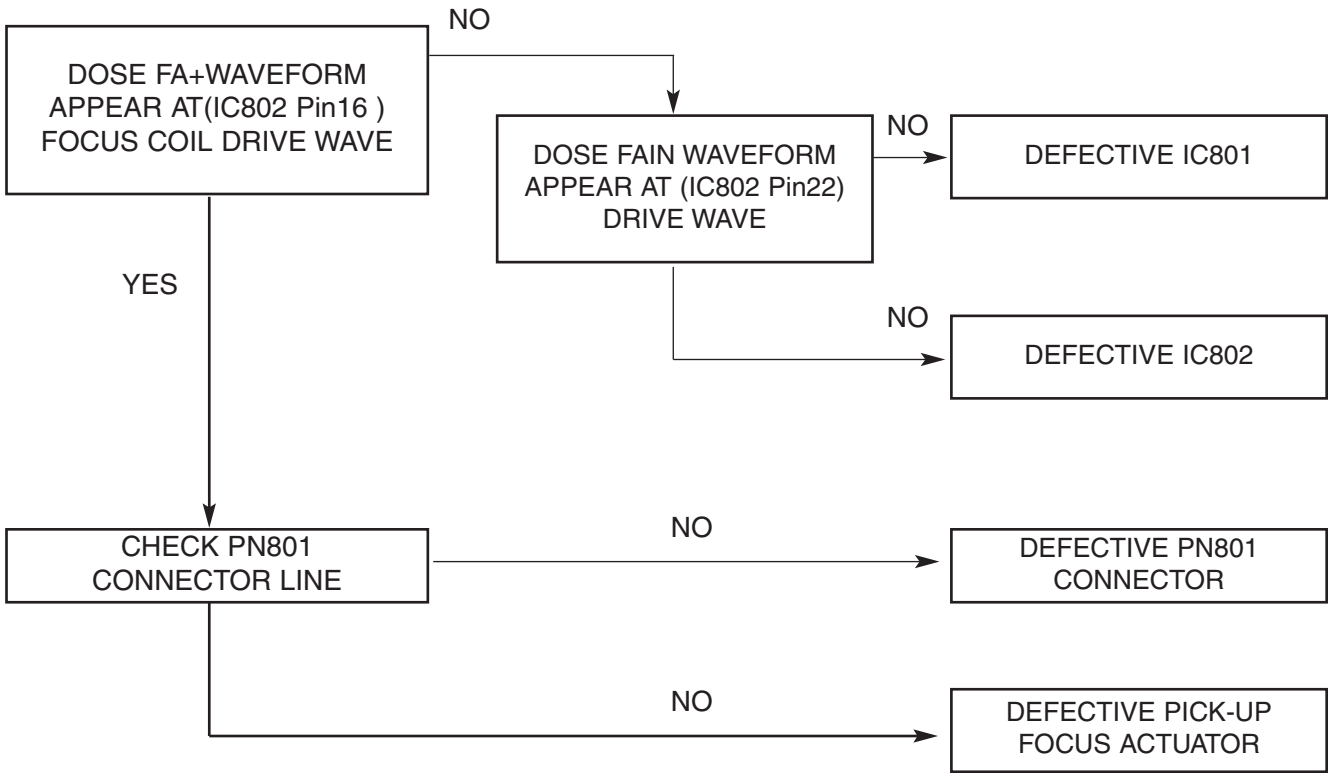 NO
DOSE FA+WAVEFORM
APPEAR AT(IC802 Pin16 )
FOCUS COIL DRIVE WAVE
NO
DOSE FAIN WAVEFORM
APPEAR AT (IC802 Pin22)
DRIVE WAVE
DEFECTIVE IC801
YES
NO
DEFECTIVE IC802
CHECK PN801
CONNECTOR LINE
NO
DEFECTIVE PN801
CONNECTOR
NO
DEFECTIVE PICK-UP
FOCUS ACTUATOR